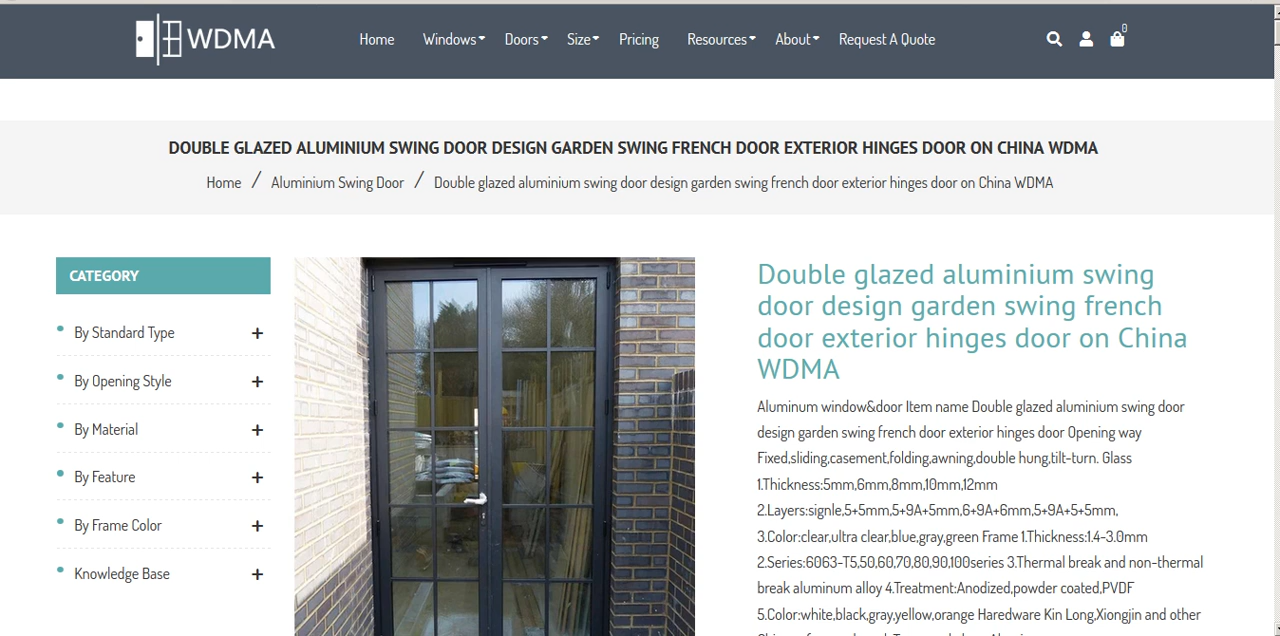 WDMA
Home Windows Doors Size Pricing Resources About Request A Quote
0
DOUBLE GLAZED ALUMINIUM SWING DOOR DESIGN GARDEN SWING FRENCH DOOR EXTERIOR HINGES DOOR ON CHINA WDMA
Home / Aluminium Swing Door / Double glazed aluminium swing door design garden swing french door exterior hinges door on China WDMA
CATEGORY
By Standard Type +
By Opening Style +
By Material +
By Feature +
By Frame Color +
Knowledge Base +
Double glazed aluminium swing
door design garden swing french
door exterior hinges door on China
WDMA
Aluminum window&door Item name Double glazed aluminium swing door
design garden swing french door exterior hinges door Opening way
Fixed,sliding,casement,folding,awning,double hung,tilt-turn. Glass
1.Thickness:5mm,6mm,8mm,10mm,12mm
2.Layers:signle,5+5mm,5+9A+5mm,6+9A+6mm,5+9A+5+5mm,
3.Color:clear,ultra clear,blue,gray,green Frame 1.Thickness:1.4-3.0mm
2.Series:6063-T5,50,60,70,80,90,100series 3.Thermal break and non-thermal
break aluminum alloy 4.Treatment:Anodized,powder coated,PVDF
5.Color:white,black,gray,yellow,orange Haredware Kin Long,Xiongjin and other